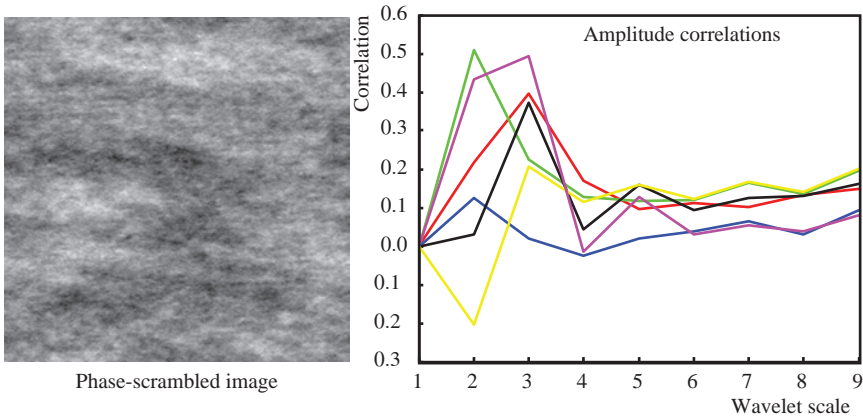 Phase-scrambled image
Amplitude correlations
Correlation
0.6
0.5
0.4
0.3
0.2
0.1
0.0
0.1
0.2
0.3
1 2 3 4 5 6 7 8 9
Wavelet scale